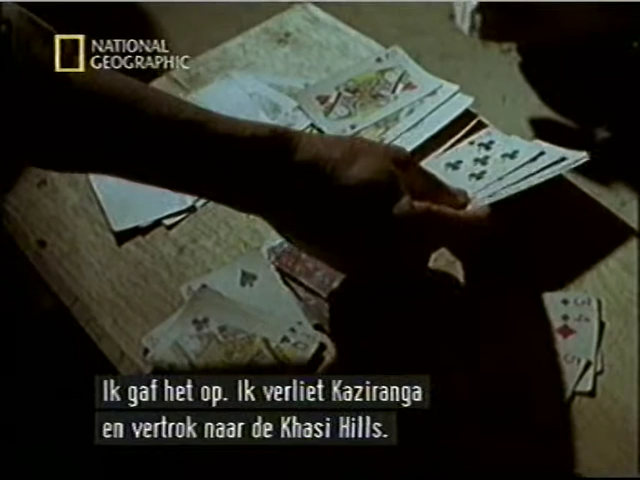 NATIONAL
GEOGRAPHIC
Ik gaf het op. Ik verliet Kaziranga
en vertrok naar de Khasi Hills.